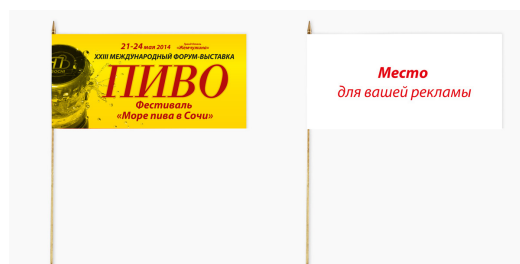 21-24 мая 2014
«Жемчужина»
XXIII МЕЖДУНАРОДНЫЙ ФОРУМ-ВЫСТАВКА
ПИВО
Фестиваль
«Море пива в Сочи»
Место
для вашей рекламы